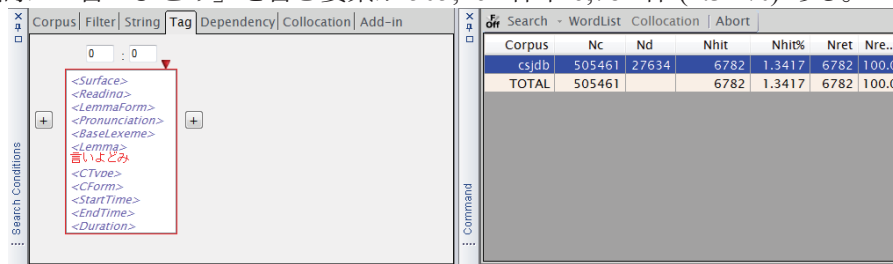 Corpus Filter String Tag Dependency Collocation Add-in
0 : 0
<Surface>
<Reading>
<LemmaForm>
<Pronunciation>
<BaseLexeme>
<Lemma>
言いよどみ
<CType>
<CForm>
<StartTime>
<EndTime>
<Duration>
+
+
Search Conditions
Command
Off Search WordList Collocation Abort
Corpus Nc Nd Nhit Nhit% Nret Nre...
csjdb 505461 27634 6782 1.3417 6782 100.0
TOTAL 505461 6782 1.3417 6782 100.0